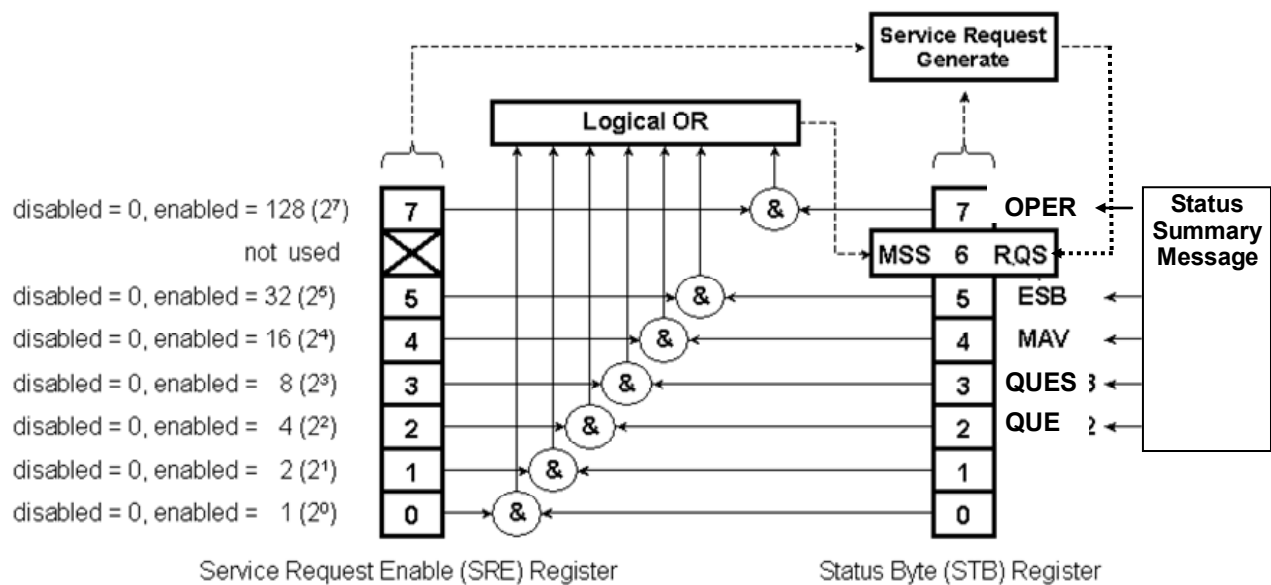 Service Request
Generate
Logical OR
disabled = 0, enabled = 128 (2⁷) 7 & 7 OPER
Status
Summary
Message
not used MSS 6 RQS
disabled = 0, enabled = 32 (2⁵) 5 & 5 ESB
disabled = 0, enabled = 16 (2⁴) 4 & 4 MAV
disabled = 0, enabled = 8 (2³) 3 & 3 QUES 3
disabled = 0, enabled = 4 (2²) 2 & 2 QUE 2
disabled = 0, enabled = 2 (2¹) 1 & 1
disabled = 0, enabled = 1 (2⁰) 0 & 0
Service Request Enable (SRE) Register Status Byte (STB) Register